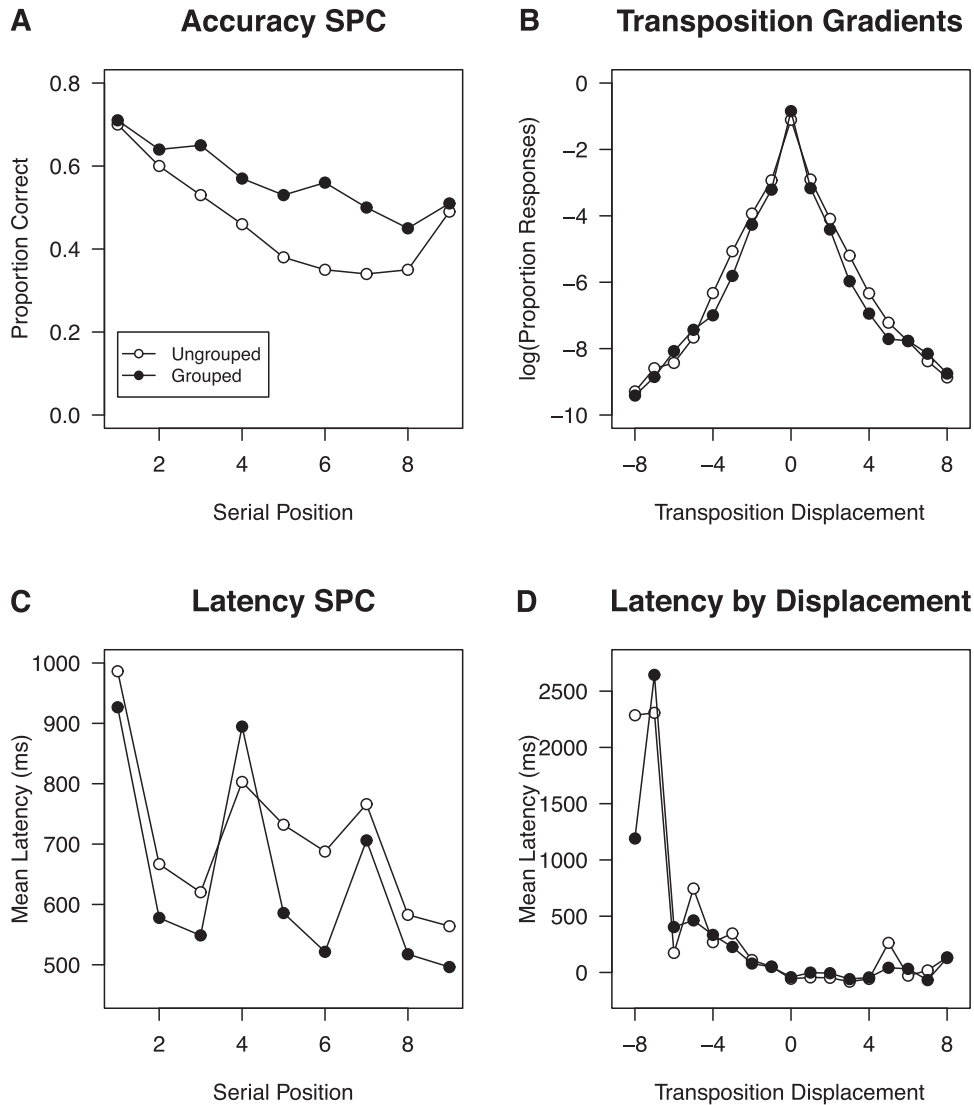 A Accuracy SPC
Proportion Correct
0.8
0.6
0.4
0.2
0.0
Ungrouped
Grouped
2 4 6 8
Serial Position
B Transposition Gradients
log(Proportion Responses)
0
−2
−4
−6
−8
−10
−8 −4 0 4 8
Transposition Displacement
C Latency SPC
Mean Latency (ms)
1000
900
800
700
600
500
2 4 6 8
Serial Position
D Latency by Displacement
Mean Latency (ms)
2500
2000
1500
1000
500
0
−8 −4 0 4 8
Transposition Displacement